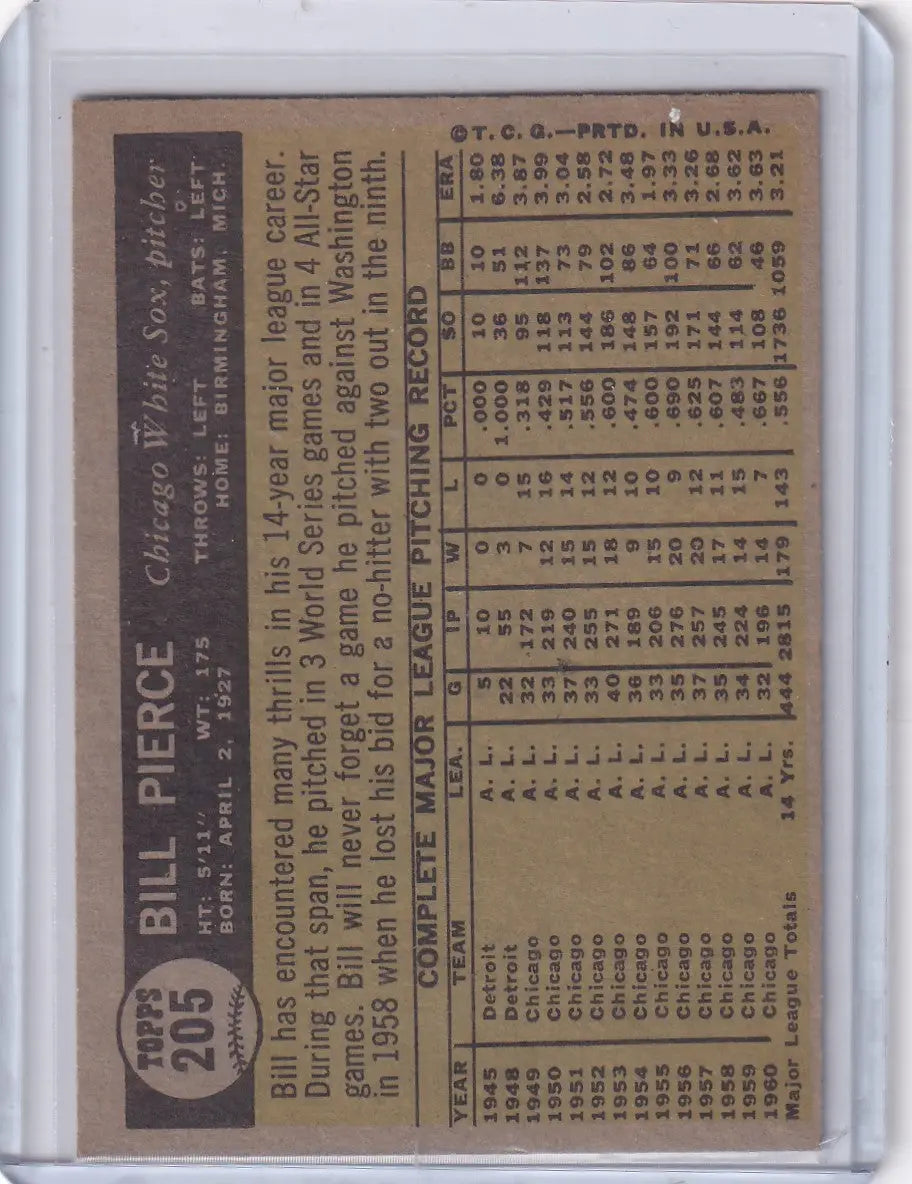 TOPPS
205
BILL PIERCE Chicago White Sox, pitcher
HT: 5'11" WT: 175 THROWS: LEFT BATS: LEFT
BORN: APRIL 2, 1927 HOME: BIRMINGHAM, MICH.
Bill has encountered many thrills in his 14-year major league career.
During that span, he pitched in 3 World Series games and in 4 All-Star
games. Bill will never forget a game he pitched against Washington
in 1958 when he lost his bid for a no-hitter with two out in the ninth.
COMPLETE MAJOR LEAGUE PITCHING RECORD
YEAR TEAM LEA. G IP W L PCT SO BB ERA
1945 Detroit A. L. 5 10 0 0 .000 10 10 1.80
1948 Detroit A. L. 22 55 3 0 1.000 36 51 6.38
1949 Chicago A. L. 32 172 7 15 .318 95 112 3.87
1950 Chicago A. L. 33 219 12 16 .429 118 137 3.99
1951 Chicago A. L. 37 240 15 14 .517 113 73 3.04
1952 Chicago A. L. 33 255 15 12 .556 144 79 2.58
1953 Chicago A. L. 40 271 18 12 .600 186 102 2.72
1954 Chicago A. L. 36 189 9 10 .474 148 86 3.48
1955 Chicago A. L. 33 206 15 10 .600 157 64 1.97
1956 Chicago A. L. 35 276 20 9 .690 192 100 3.33
1957 Chicago A. L. 37 257 20 12 .625 171 71 3.26
1958 Chicago A. L. 35 245 17 11 .607 144 66 2.68
1959 Chicago A. L. 34 224 14 15 .483 114 62 3.62
1960 Chicago A. L. 32 196 14 7 .667 108 46 3.63
Major League Totals 14 Yrs. 444 2815 179 143 .556 1736 1059 3.21
©T. C. G.—PRTD. IN U.S.A.